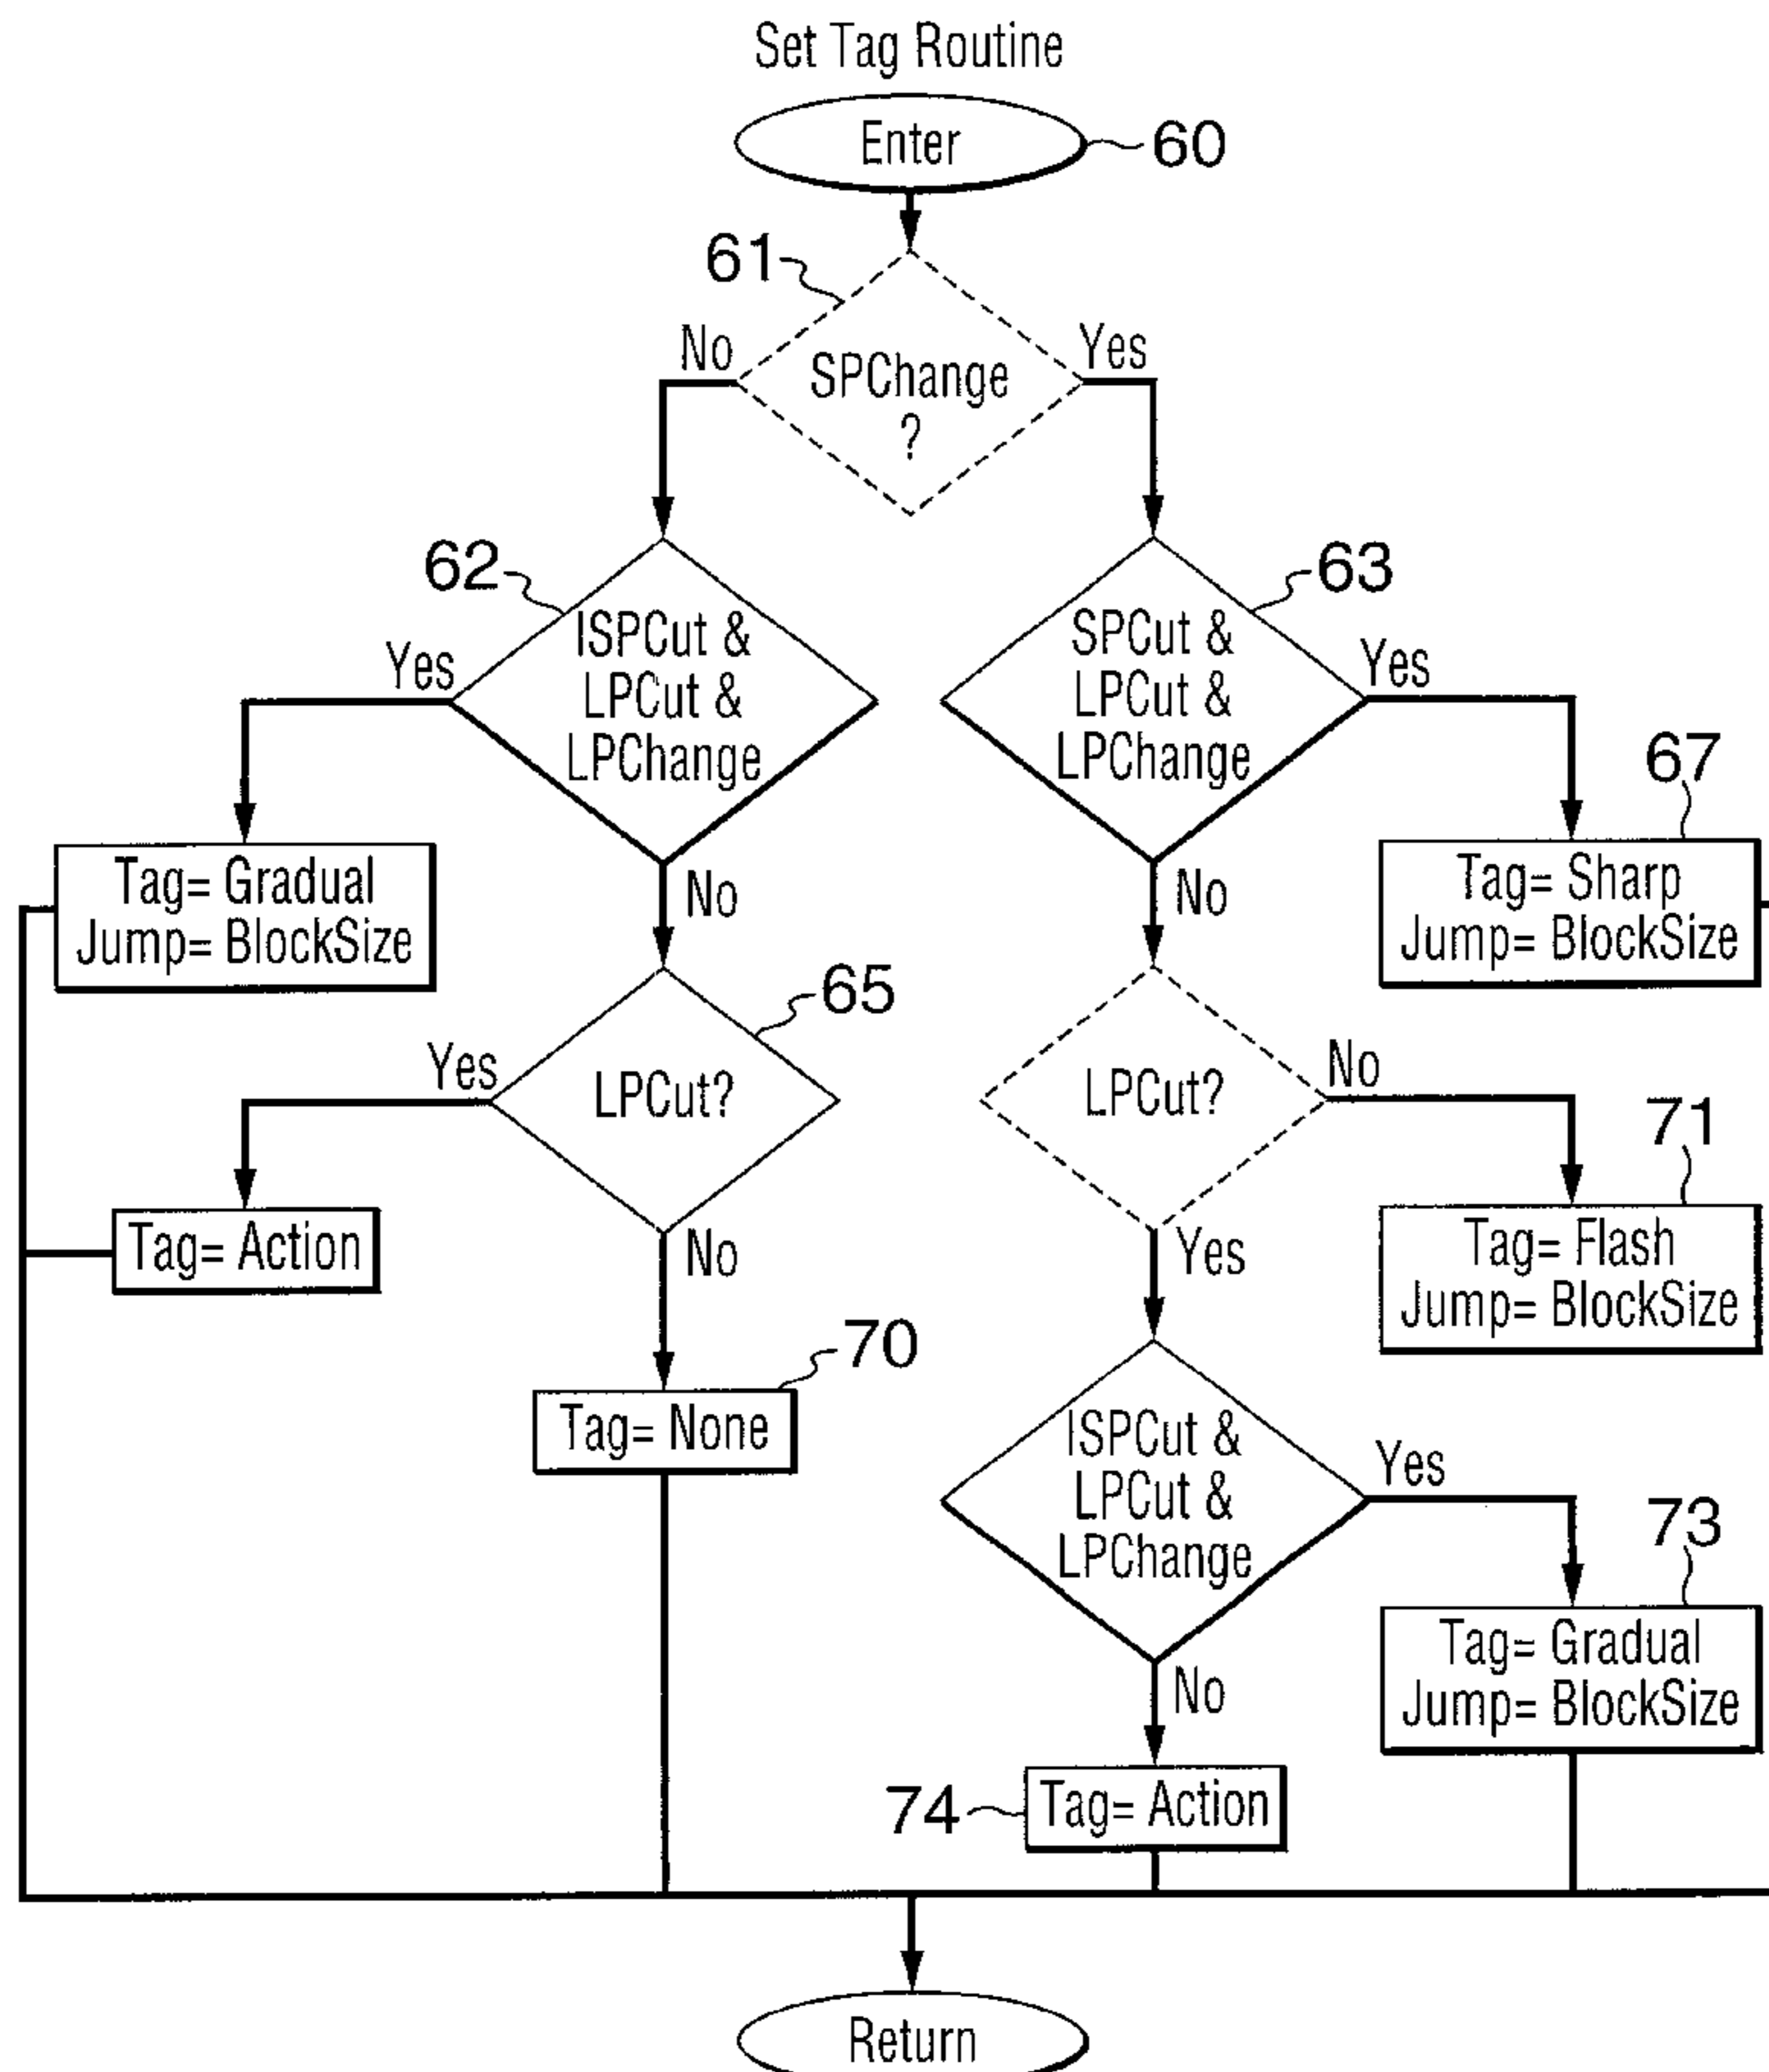 Set Tag Routine
Enter
60
61
No
Yes
SPChange
?
62
63
ISPCut &
LPCut &
LPChange
Yes
SPCut &
LPCut &
LPChange
Yes
67
Tag= Gradual
Jump= BlockSize
No
No
Tag= Sharp
Jump= BlockSize
65
Yes
LPCut?
LPCut?
No
71
Tag= Action
No
Yes
Tag= Flash
Jump= BlockSize
70
Tag= None
ISPCut &
LPCut &
LPChange
Yes
73
No
Tag= Gradual
Jump= BlockSize
74
Tag= Action
Return